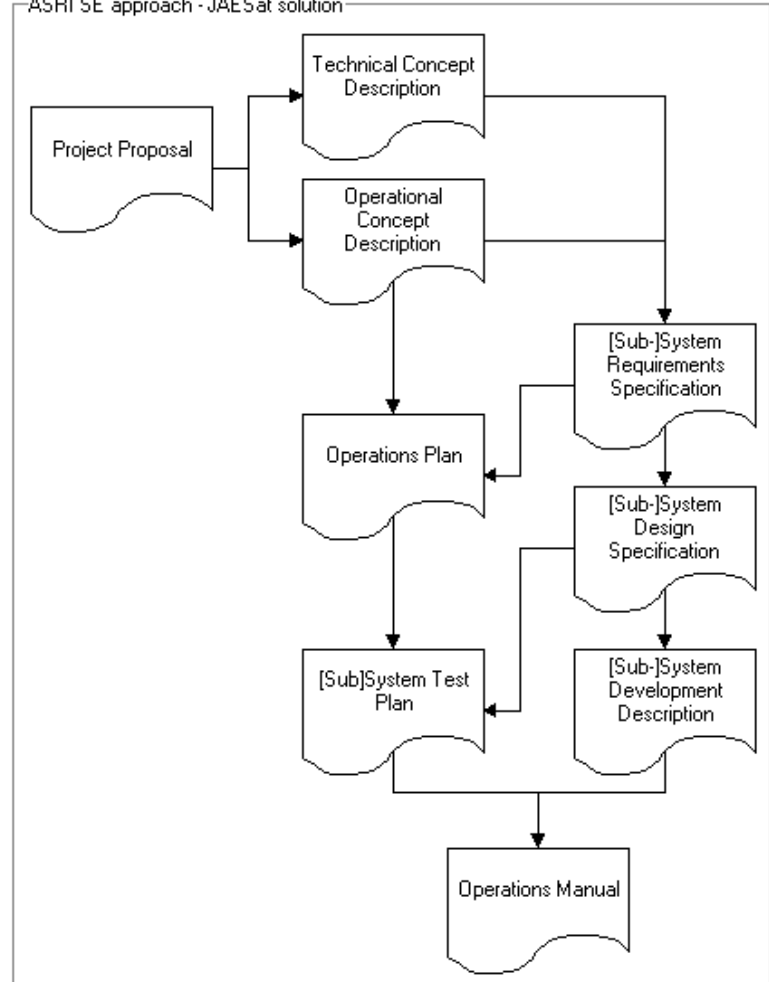 ASRI SE approach - JAESat solution
Technical Concept
Description
Project Proposal
Operational
Concept
Description
[Sub-]System
Requirements
Specification
Operations Plan
[Sub-]System
Design
Specification
[Sub]System Test
Plan
[Sub-]System
Development
Description
Operations Manual